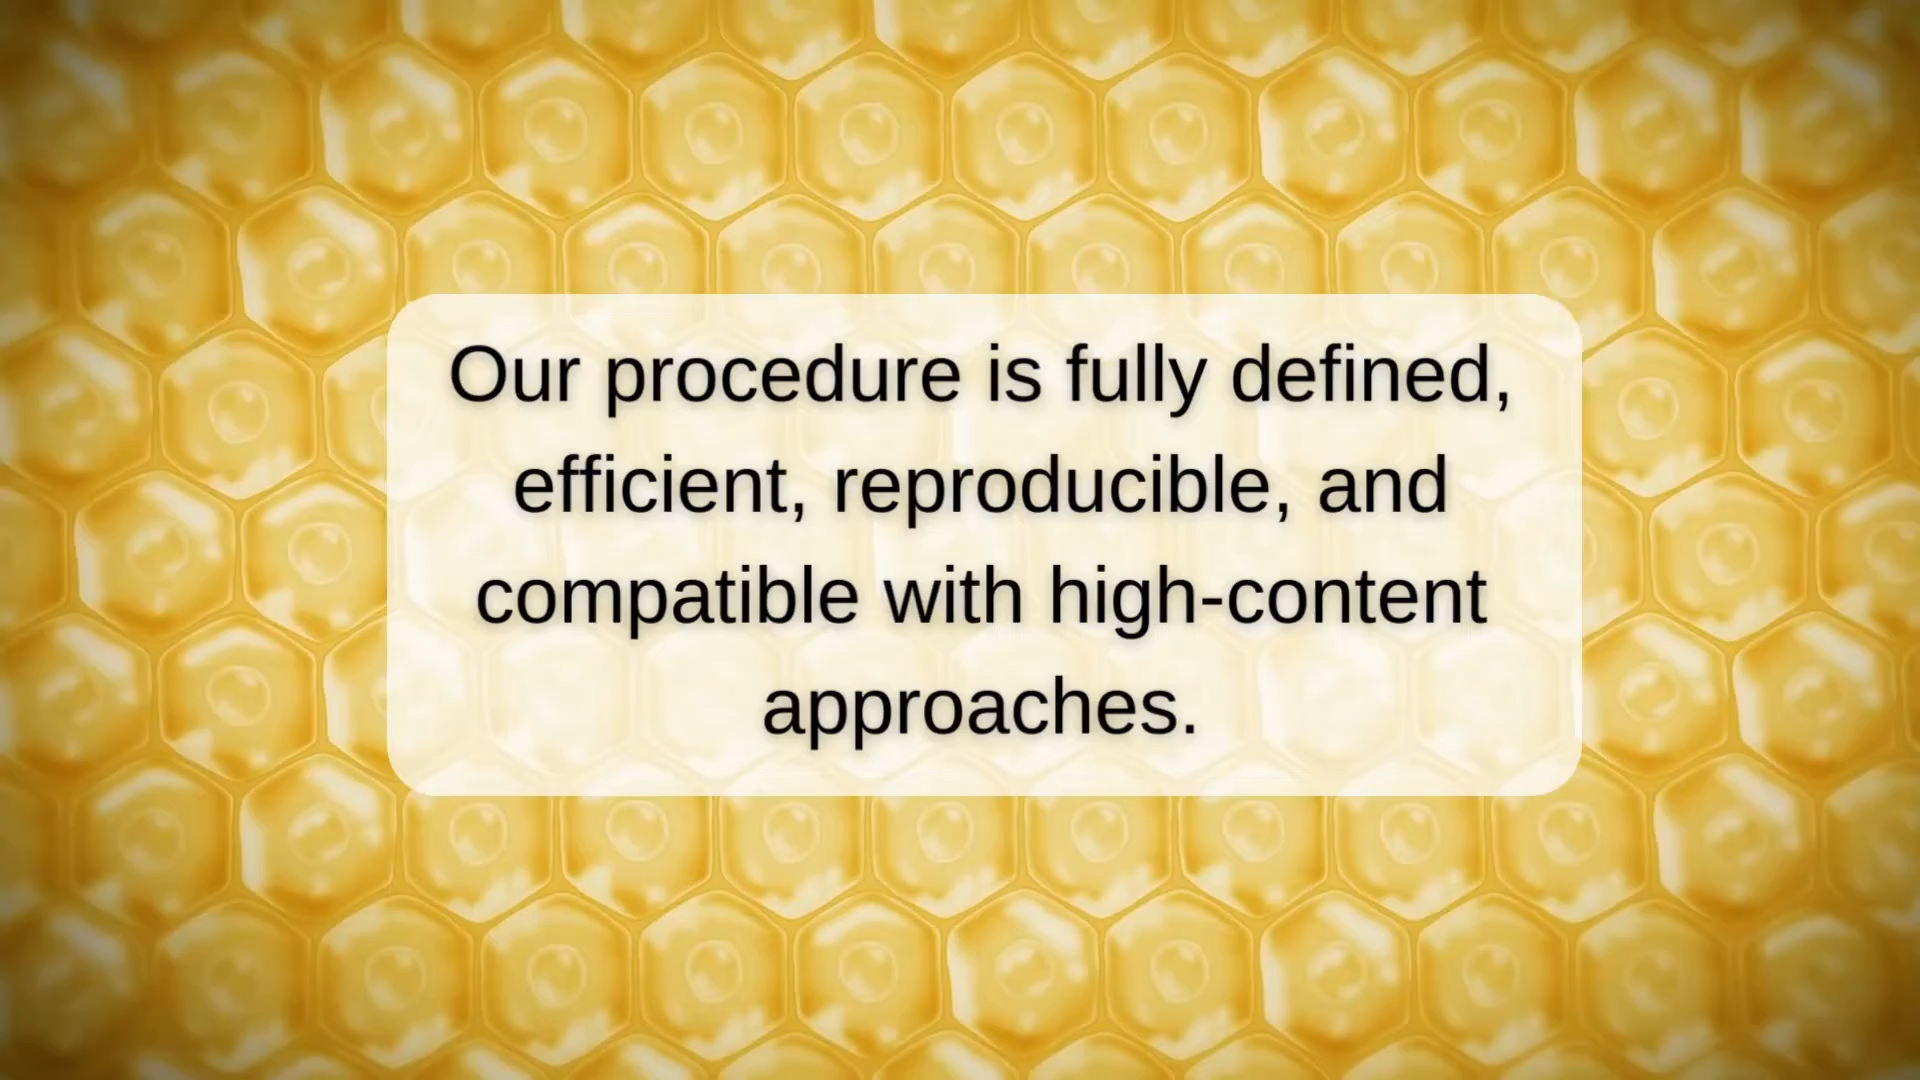 Our procedure is fully defined,
efficient, reproducible, and
compatible with high-content
approaches.